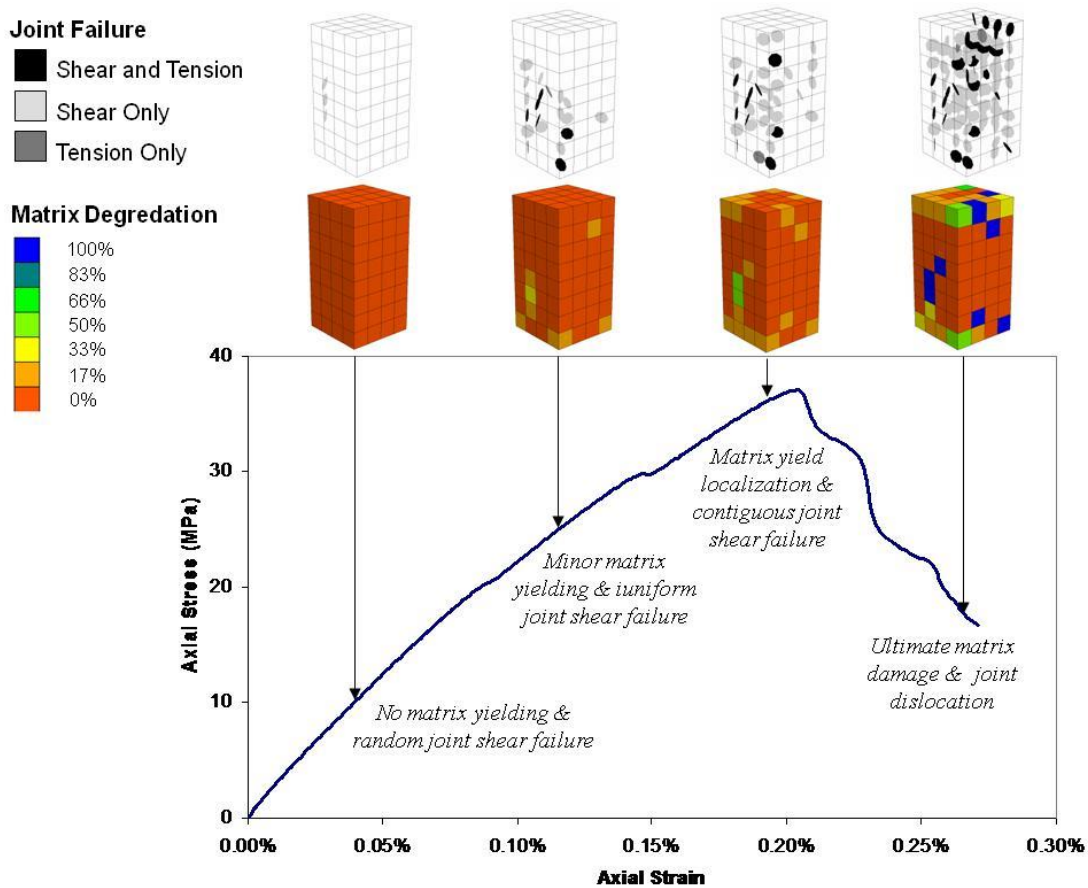 Joint Failure
Shear and Tension
Shear Only
Tension Only
Matrix Degredation
100%
83%
66%
50%
33%
17%
0%
40
30
20
10
0
Axial Stress (MPa)
No matrix yielding &
random joint shear failure
Minor matrix
yielding & iuniform
joint shear failure
Matrix yield
localization &
contiguous joint
shear failure
Ultimate matrix
damage & joint
dislocation
0.00%
0.05%
0.10%
0.15%
0.20%
0.25%
0.30%
Axial Strain